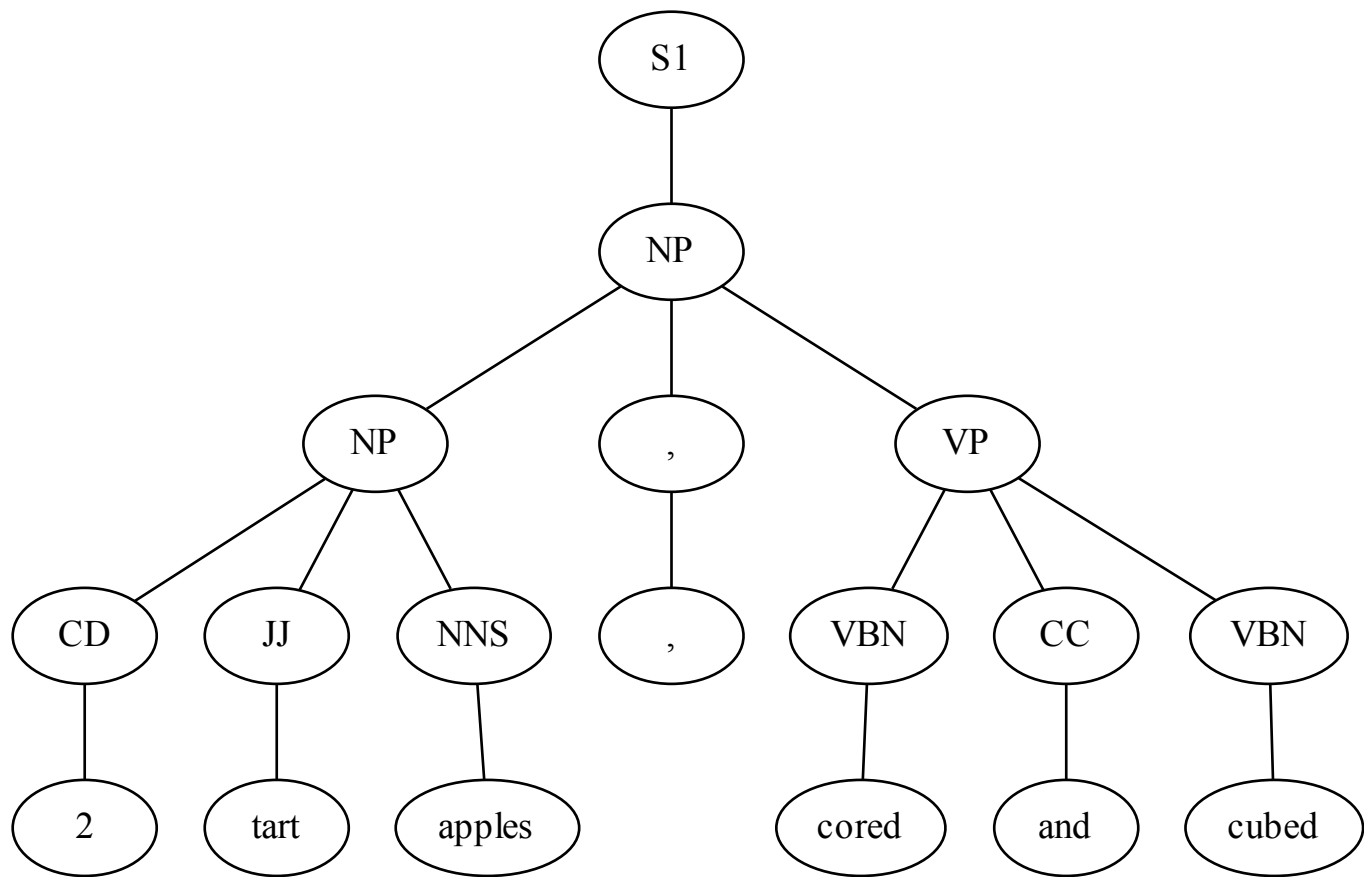 S1
NP
NP , VP
CD JJ NNS , VBN CC VBN
2 tart apples cored and cubed